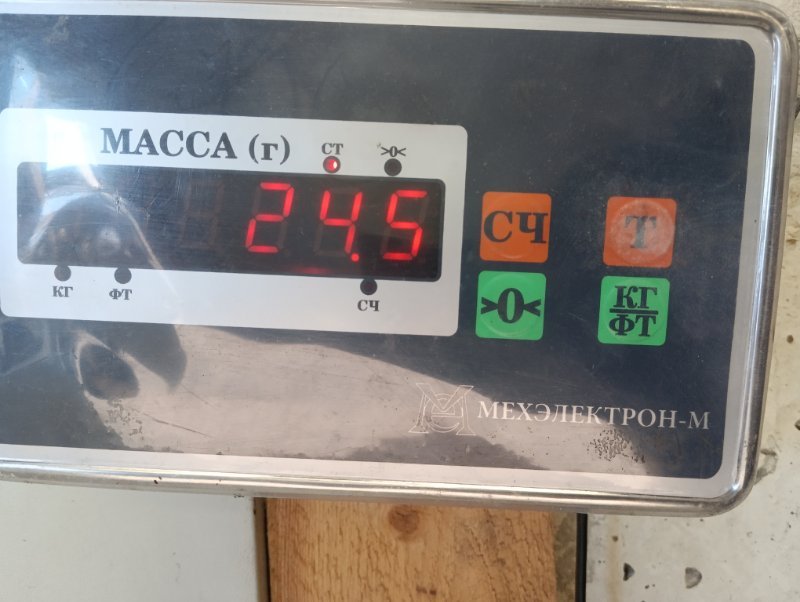 МАССА (г)
СТ
>0<
24.5
КГ
ФТ
СЧ
СЧ
Т
>0<
КГ
ФТ
МЕХЭЛЕКТРОН-М